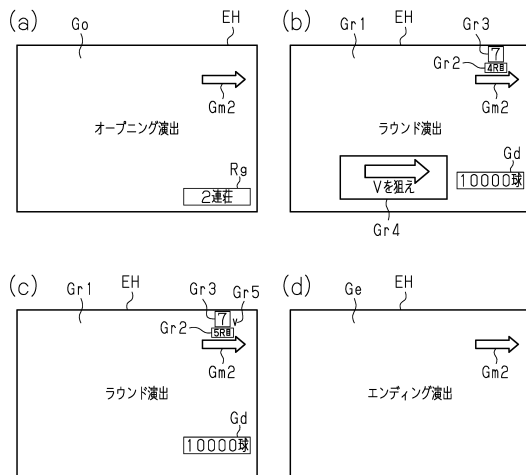 (a)
Go
EH
Gm2
オープニング演出
Rg
2連荘
(b)
Gr1
EH
Gr3
Gr2
7
4R目
Gm2
ラウンド演出
Gd
10000球
Vを狙え
Gr4
(c)
Gr1
EH
Gr3
Gr5
Gr2
7
V
5R目
Gm2
ラウンド演出
Gd
10000球
(d)
Ge
EH
Gm2
エンディング演出